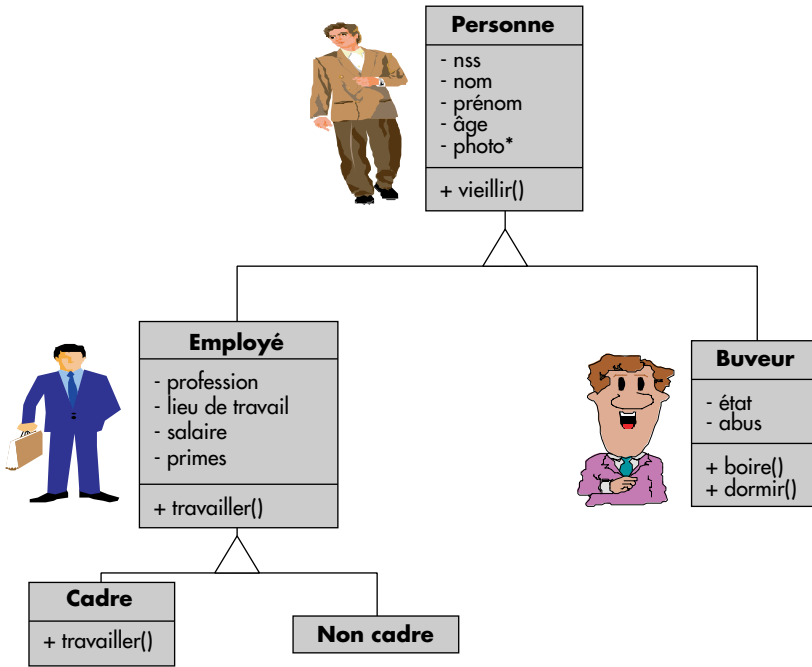 Personne
- nss
- nom
- prénom
- âge
- photo*
+ vieillir()
Employé
- profession
- lieu de travail
- salaire
- primes
+ travailler()
Buveur
- état
- abus
+ boire()
+ dormir()
Cadre
+ travailler()
Non cadre